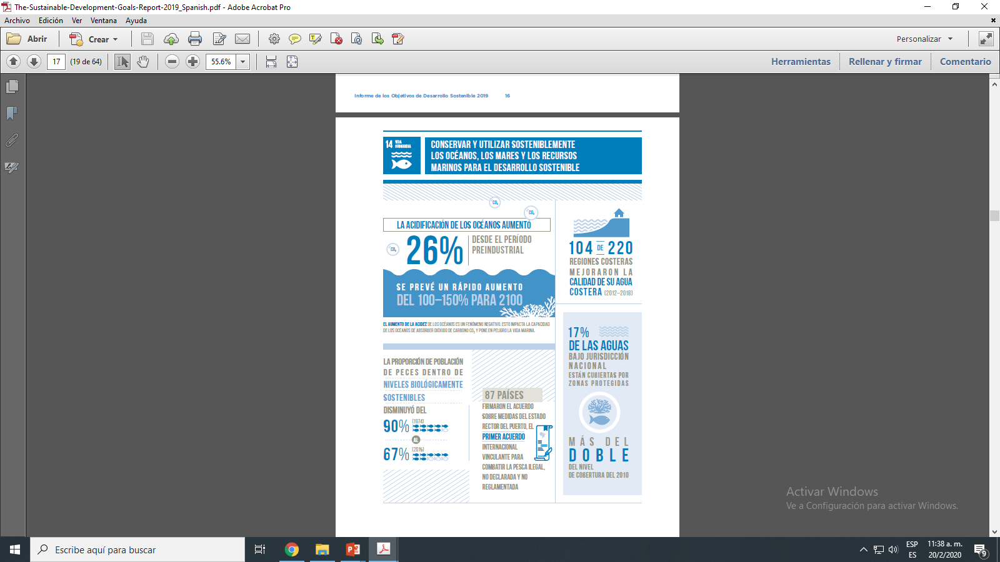 The-Sustainable-Development-Goals-Report-2019_Spanish.pdf - Adobe Acrobat Pro
Archivo Edición Ver Ventana Ayuda
Abrir Crear Personalizar
17 (19 de 64) 55.6% Herramientas Rellenar y firmar Comentario
Informe de los Objetivos de Desarrollo Sostenible 2019 16
14 VIDA SUBMARINA
CONSERVAR Y UTILIZAR SOSTENIBLEMENTE
LOS OCÉANOS, LOS MARES Y LOS RECURSOS
MARINOS PARA EL DESARROLLO SOSTENIBLE
CO₂
CO₂
LA ACIDIFICACIÓN DE LOS OCÉANOS AUMENTÓ
CO₂
26%
DESDE EL PERÍODO
PREINDUSTRIAL
SE PREVÉ UN RÁPIDO AUMENTO
DEL 100–150% PARA 2100
EL AUMENTO DE LA ACIDEZ DE LOS OCÉANOS ES UN FENÓMENO NEGATIVO. ESTO IMPACTA LA CAPACIDAD
DE LOS OCÉANOS DE ABSORBER DIÓXIDO DE CARBONO CO₂ Y PONE EN PELIGRO LA VIDA MARINA.
104 DE 220
REGIONES COSTERAS
MEJORARON LA
CALIDAD DE SU AGUA
COSTERA (2012–2018)
LA PROPORCIÓN DE POBLACIÓN
DE PECES DENTRO DE
NIVELES BIOLÓGICAMENTE
SOSTENIBLES
DISMINUYÓ DEL
90% (1974)
AL
67% (2015)
87 PAÍSES
FIRMARON EL ACUERDO
SOBRE MEDIDAS DEL ESTADO
RECTOR DEL PUERTO, EL
PRIMER ACUERDO
INTERNACIONAL
VINCULANTE PARA
COMBATIR LA PESCA ILEGAL,
NO DECLARADA Y NO
REGLAMENTADA
17%
DE LAS AGUAS
BAJO JURISDICCIÓN
NACIONAL
ESTÁN CUBIERTAS POR
ZONAS PROTEGIDAS
MÁS DEL
DOBLE
DEL NIVEL
DE COBERTURA DEL 2010
Activar Windows
Ve a Configuración para activar Windows.
Escribe aquí para buscar
ESP
ES
11:38 a. m.
20/2/2020
9